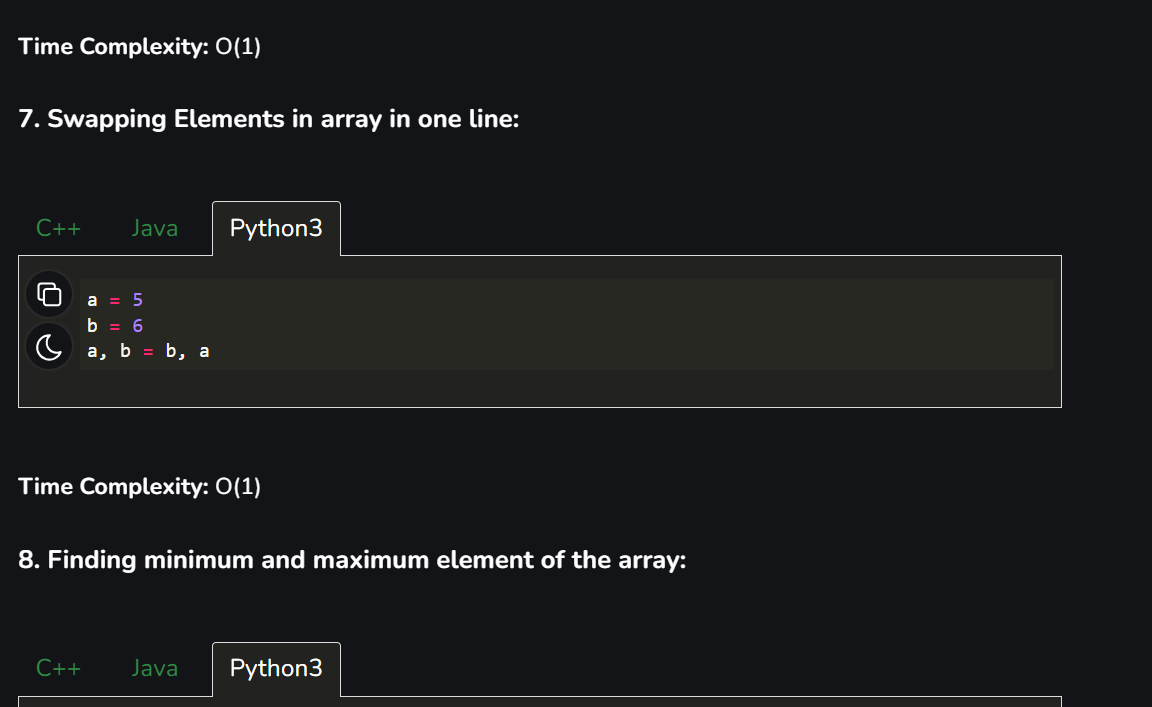 Time Complexity: O(1)
7. Swapping Elements in array in one line:
C++ Java Python3
a = 5
b = 6
a, b = b, a
Time Complexity: O(1)
8. Finding minimum and maximum element of the array:
C++ Java Python3